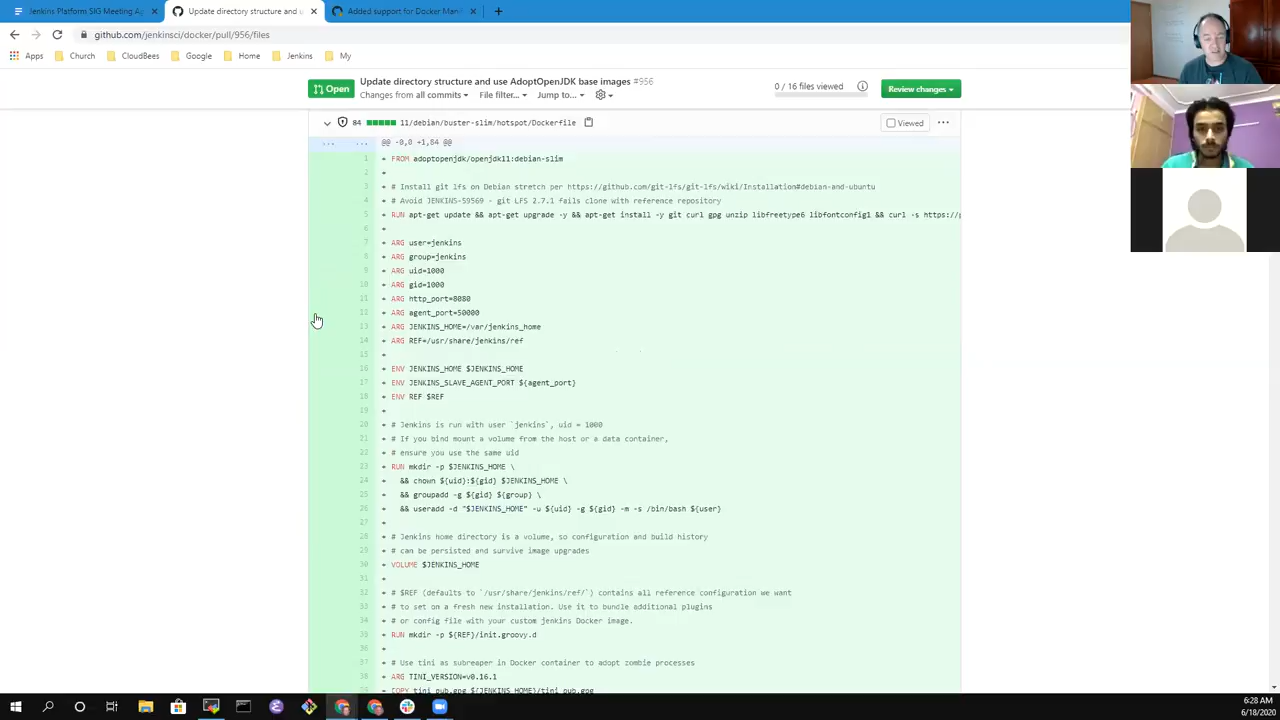 Jenkins Platform SIG Meeting Ag
Update directory structure and u
Added support for Docker Man
github.com/jenkinsci/docker/pull/956/files
Apps
Church
CloudBees
Google
Home
Jenkins
My
Open
Update directory structure and use AdoptOpenJDK base images #956
Changes from all commits
File filter...
Jump to...
0 / 16 files viewed
Review changes
84
11/debian/buster-slim/hotspot/Dockerfile
Viewed
@@ -0,0 +1,84 @@
1 + FROM adoptopenjdk/openjdk11:debian-slim
2 +
3 + # Install git lfs on Debian stretch per https://github.com/git-lfs/git-lfs/wiki/Installation#debian-and-ubuntu
4 + # Avoid JENKINS-59569 - git LFS 2.7.1 fails clone with reference repository
5 + RUN apt-get update && apt-get upgrade -y && apt-get install -y git curl gpg unzip libfreetype6 libfontconfig1 && curl -s https://p
6 +
7 + ARG user=jenkins
8 + ARG group=jenkins
9 + ARG uid=1000
10 + ARG gid=1000
11 + ARG http_port=8080
12 + ARG agent_port=50000
13 + ARG JENKINS_HOME=/var/jenkins_home
14 + ARG REF=/usr/share/jenkins/ref
15 +
16 + ENV JENKINS_HOME $JENKINS_HOME
17 + ENV JENKINS_SLAVE_AGENT_PORT ${agent_port}
18 + ENV REF $REF
19 +
20 + # Jenkins is run with user `jenkins`, uid = 1000
21 + # If you bind mount a volume from the host or a data container,
22 + # ensure you use the same uid
23 + RUN mkdir -p $JENKINS_HOME \
24 + && chown ${uid}:${gid} $JENKINS_HOME \
25 + && groupadd -g ${gid} ${group} \
26 + && useradd -d "$JENKINS_HOME" -u ${uid} -g ${gid} -m -s /bin/bash ${user}
27 +
28 + # Jenkins home directory is a volume, so configuration and build history
29 + # can be persisted and survive image upgrades
30 + VOLUME $JENKINS_HOME
31 +
32 + # $REF (defaults to `/usr/share/jenkins/ref/`) contains all reference configuration we want
33 + # to set on a fresh new installation. Use it to bundle additional plugins
34 + # or config file with your custom jenkins Docker image.
35 + RUN mkdir -p ${REF}/init.groovy.d
36 +
37 + # Use tini as subreaper in Docker container to adopt zombie processes
38 + ARG TINI_VERSION=v0.16.1
39 + COPY tini_pub.gpg ${JENKINS_HOME}/tini_pub.gpg
6:28 AM
6/18/2020